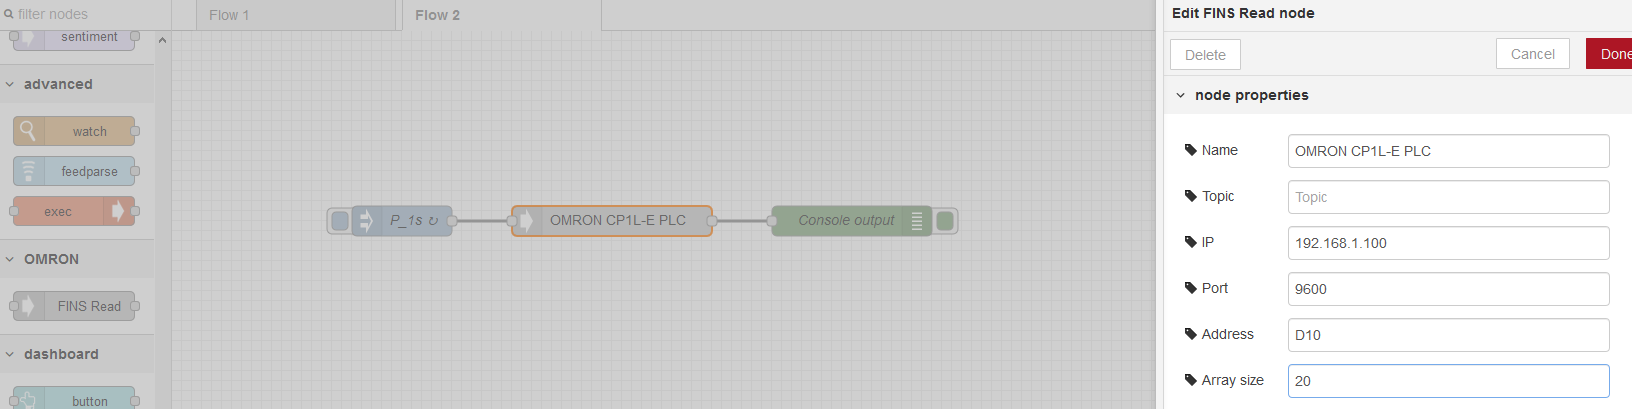 filter nodes
sentiment
advanced
watch
feedparse
exec
OMRON
FINS Read
dashboard
button
Flow 1
Flow 2
P_1s ↻
OMRON CP1L-E PLC
Console output
Edit FINS Read node
Delete
Cancel
Done
node properties
Name
OMRON CP1L-E PLC
Topic
Topic
IP
192.168.1.100
Port
9600
Address
D10
Array size
20